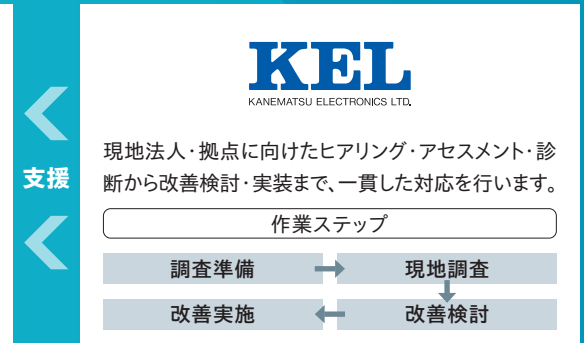 KEL
KANEMATSU ELECTRONICS LTD.
支援
現地法人・拠点に向けたヒアリング・アセスメント・診
断から改善検討・実装まで、一貫した対応を行います。
作業ステップ
調査準備
現地調査
改善実施
改善検討